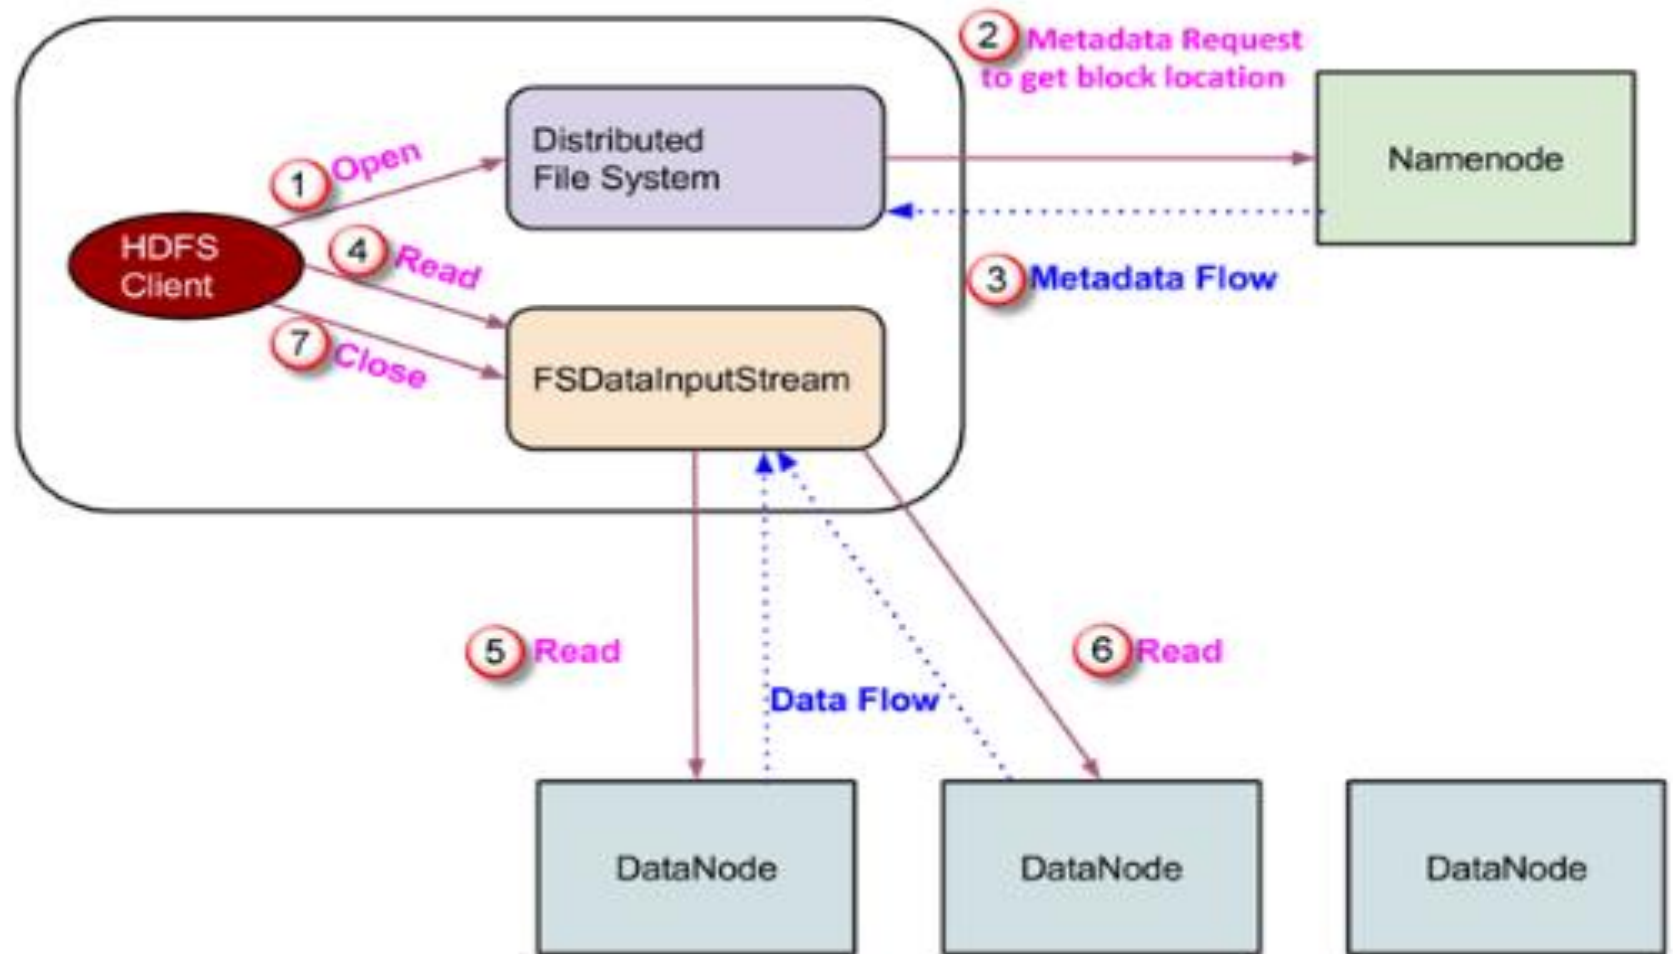 2 Metadata Request
to get block location
Distributed
File System
Namenode
1 Open
HDFS
Client
4 Read
3 Metadata Flow
7 Close
FSDataInputStream
5 Read
6 Read
Data Flow
DataNode
DataNode
DataNode